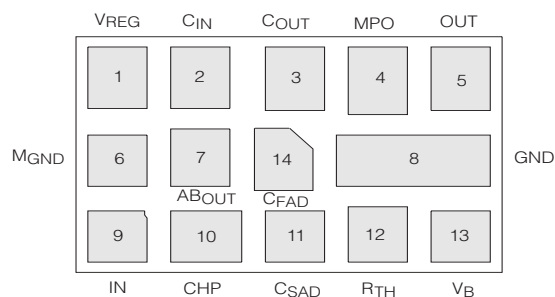 VREG CIN COUT MPO OUT
1 2 3 4 5
MGND 6 7 14 8 GND
ABOUT CFAD
9 10 11 12 13
IN CHP CSAD RTH VB